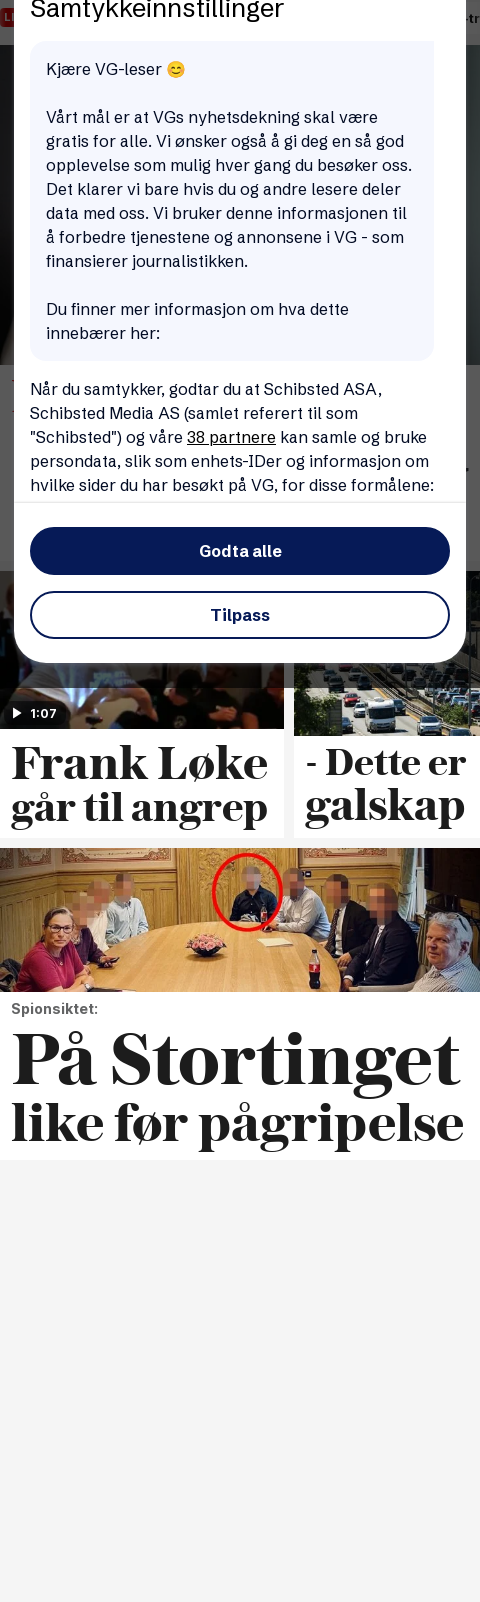 Samtykkeinnstillinger
Kjære VG-leser 😊
Vårt mål er at VGs nyhetsdekning skal være
gratis for alle. Vi ønsker også å gi deg en så god
opplevelse som mulig hver gang du besøker oss.
Det klarer vi bare hvis du og andre lesere deler
data med oss. Vi bruker denne informasjonen til
å forbedre tjenestene og annonsene i VG - som
finansierer journalistikken.
Du finner mer informasjon om hva dette
innebærer her:
Når du samtykker, godtar du at Schibsted ASA,
Schibsted Media AS (samlet referert til som
"Schibsted") og våre 38 partnere kan samle og bruke
persondata, slik som enhets-IDer og informasjon om
hvilke sider du har besøkt på VG, for disse formålene:
Godta alle
Tilpass
1:07
Frank Løke
går til angrep
- Dette er
galskap
Spionsiktet:
På Stortinget
like før pågripelse